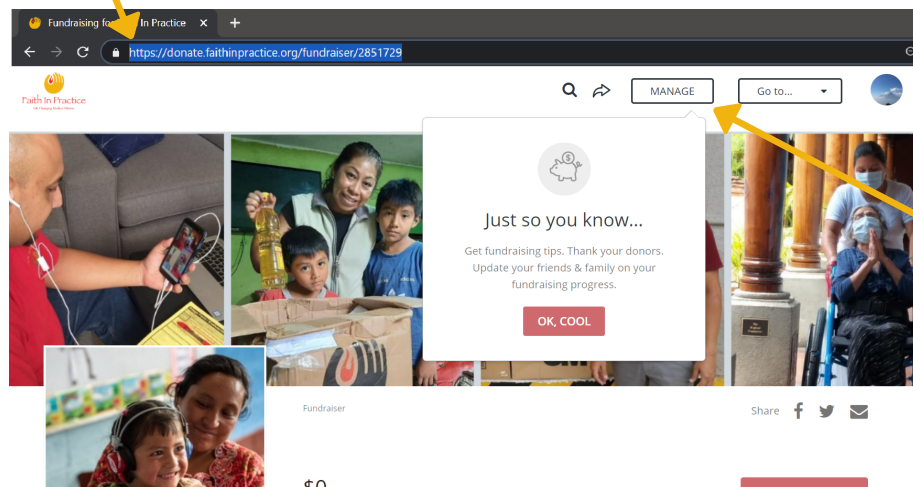 Fundraising fo In Practice
https://donate.faithinpractice.org/fundraiser/2851729
Faith In Practice
MANAGE
Go to...
Just so you know...
Get fundraising tips. Thank your donors.
Update your friends & family on your
fundraising progress.
OK, COOL
Fundraiser
Share
$0